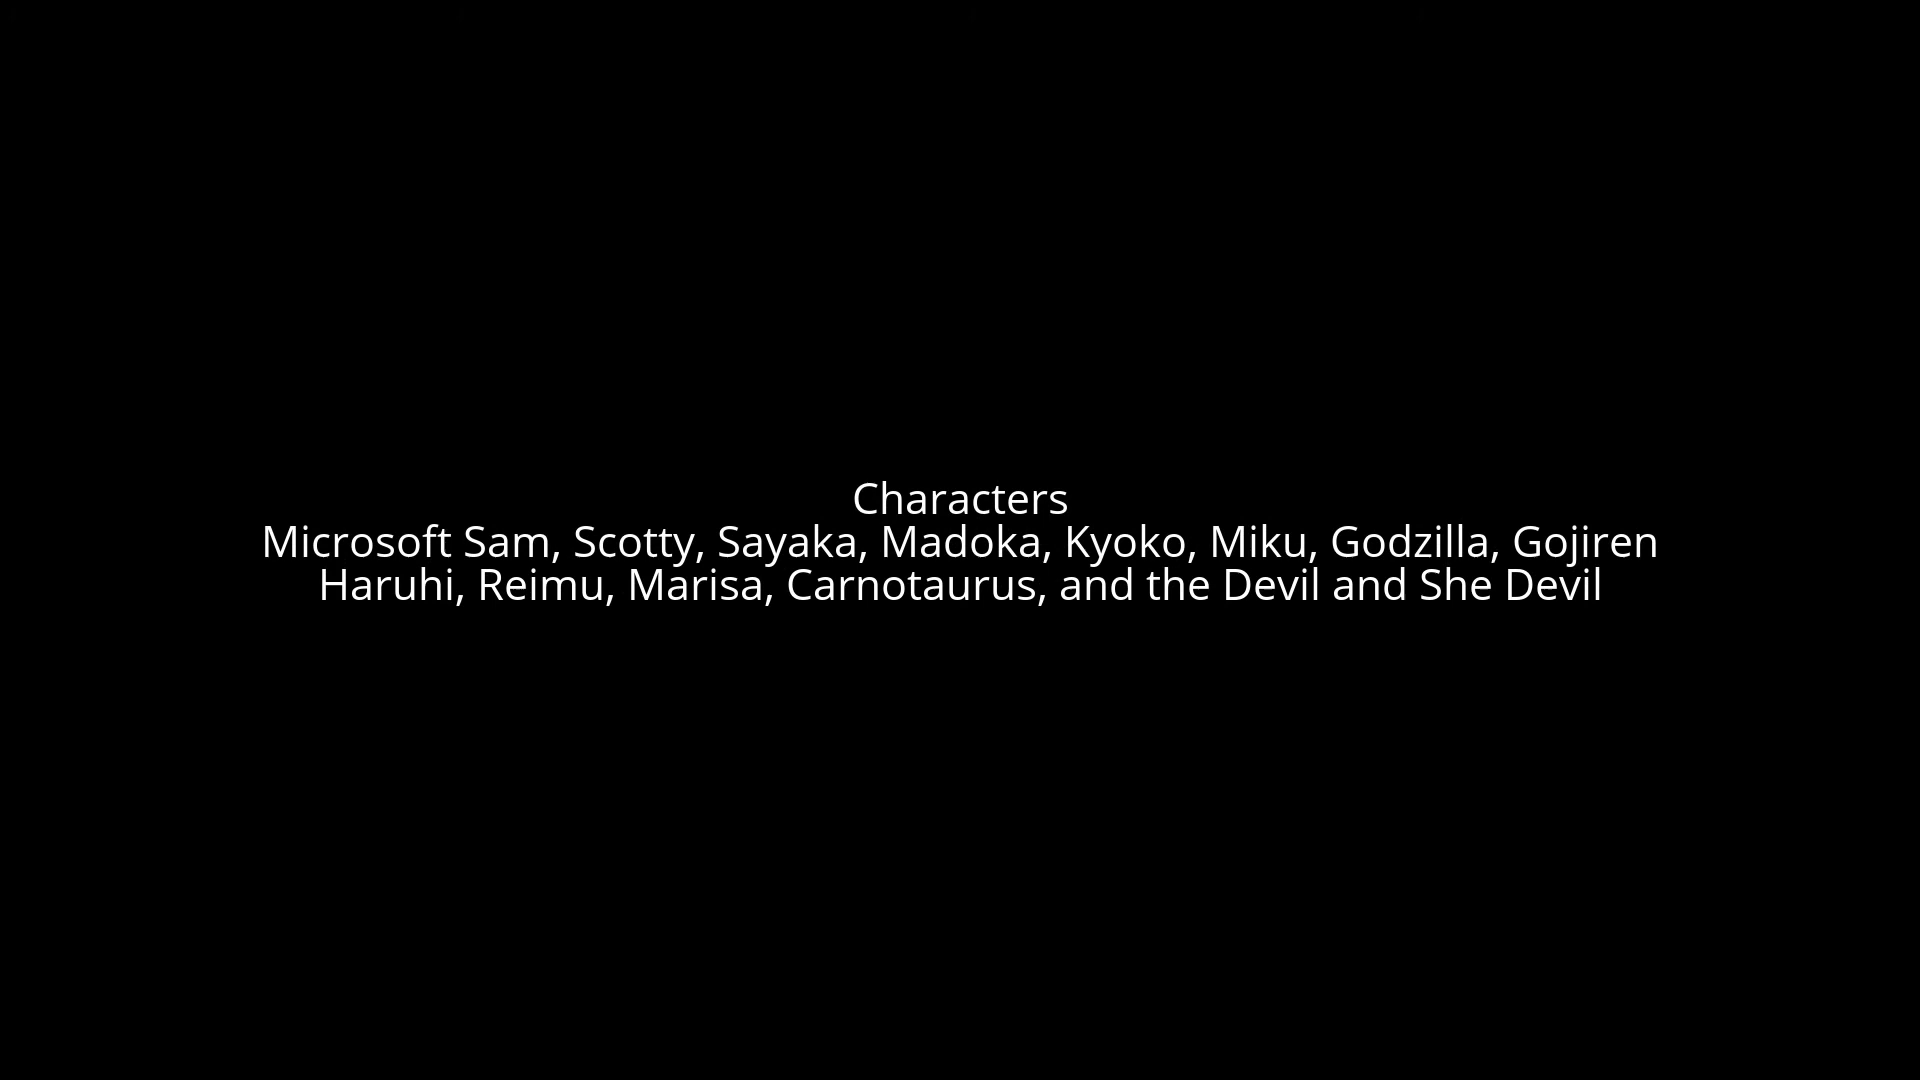 Characters
Microsoft Sam, Scotty, Sayaka, Madoka, Kyoko, Miku, Godzilla, Gojiren
Haruhi, Reimu, Marisa, Carnotaurus, and the Devil and She Devil